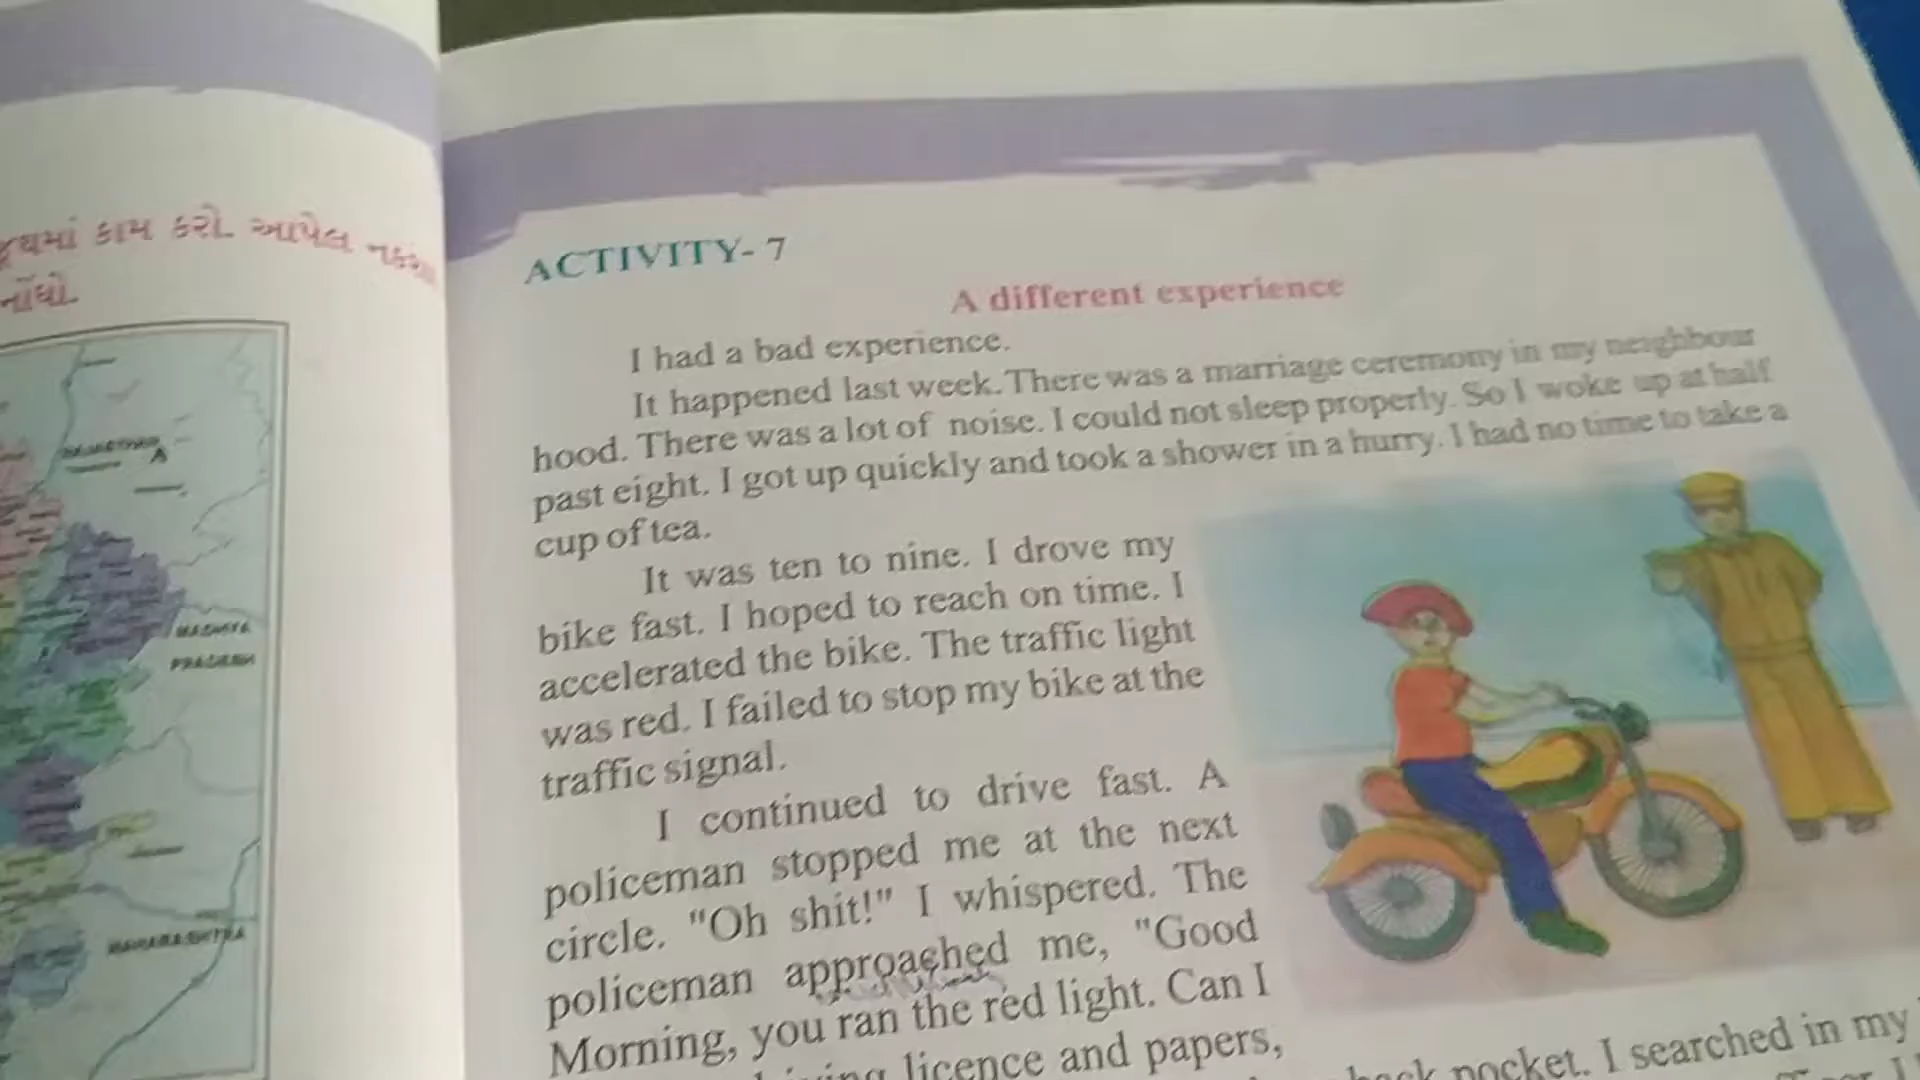 કામ કરો. આપેલ
નોંધો.
MADHYA
PRADESH
MAHARASHTRA
ACTIVITY- 7
A different experience
I had a bad experience.
It happened last week. There was a marriage ceremony in my neighbour
hood. There was a lot of noise. I could not sleep properly. So I woke up at half
past eight. I got up quickly and took a shower in a hurry. I had no time to take a
cup of tea.
It was ten to nine. I drove my
bike fast. I hoped to reach on time. I
accelerated the bike. The traffic light
was red. I failed to stop my bike at the
traffic signal.
I continued to drive fast. A
policeman stopped me at the next
circle. "Oh shit!" I whispered. The
policeman approached me, "Good
Morning, you ran the red light. Can I
licence and papers,
pocket. I searched in my